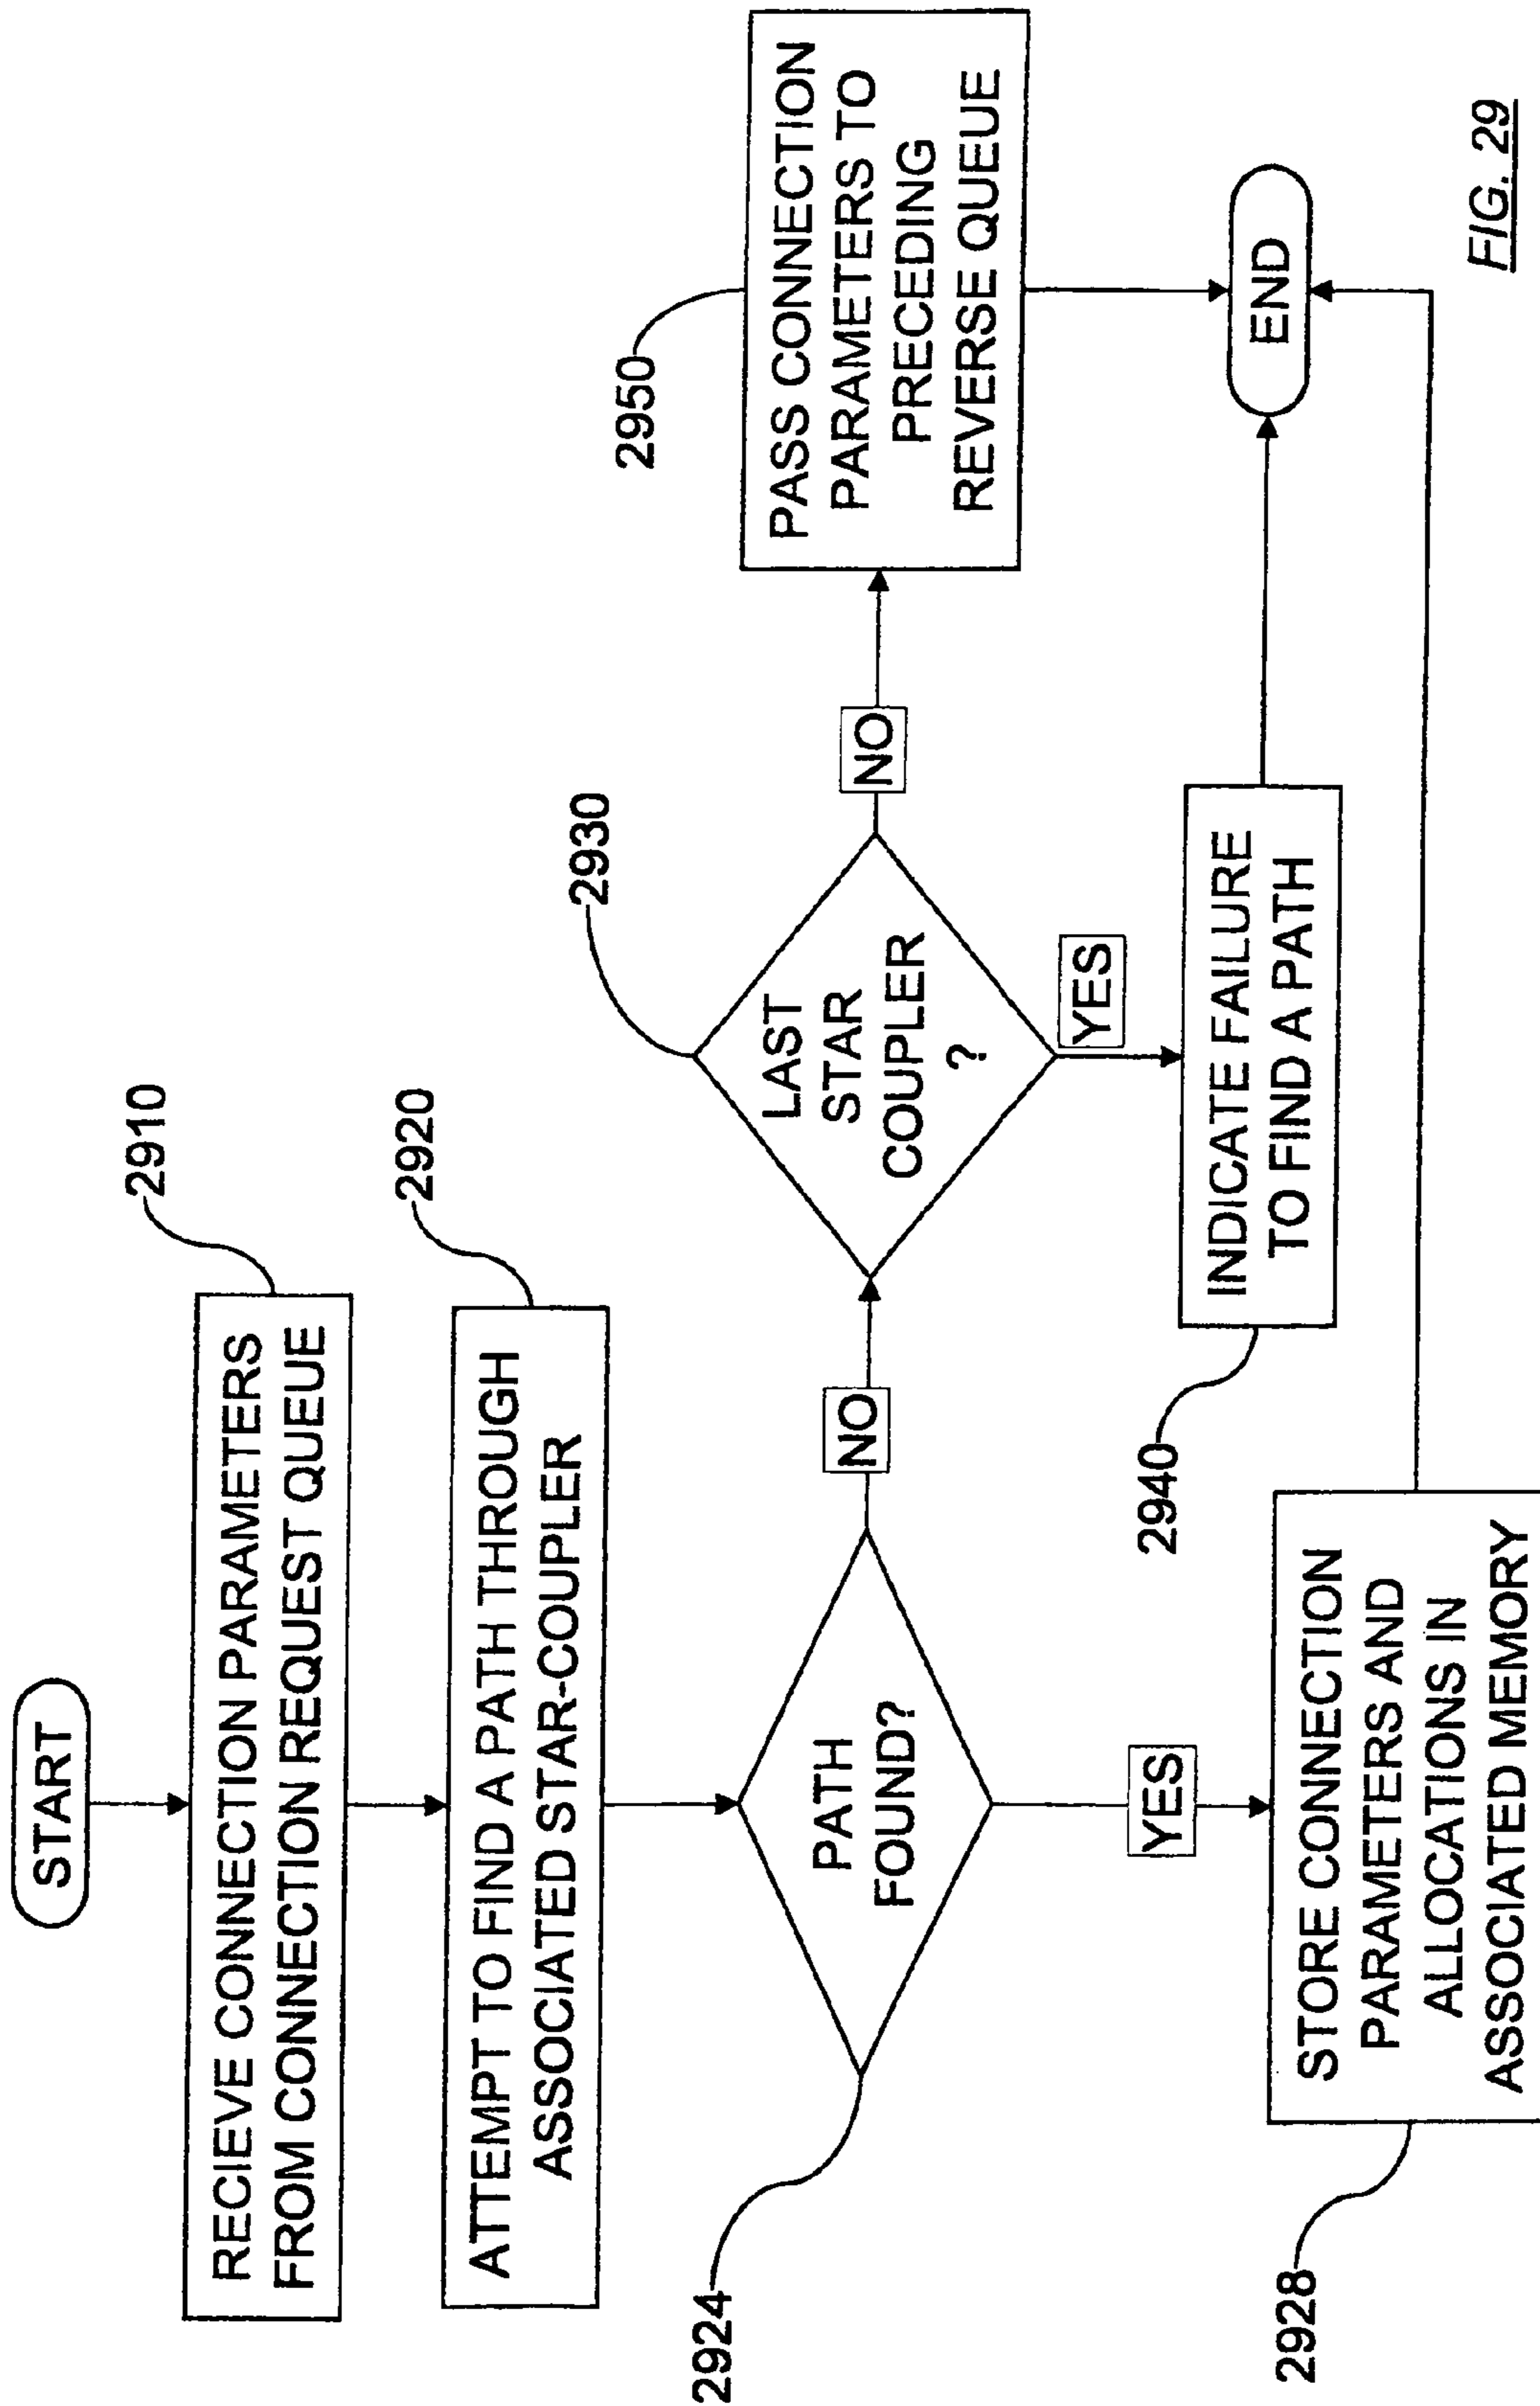 START
2910
RECIEVE CONNECTION PARAMETERS
FROM CONNECTION REQUEST QUEUE
2920
ATTEMPT TO FIND A PATH THROUGH
ASSOCIATED STAR-COUPLER
2924
PATH
FOUND?
NO
YES
2930
LAST
STAR
COUPLER
?
NO
YES
2950
PASS CONNECTION
PARAMETERS TO
PRECEDING
REVERSE QUEUE
2940
INDICATE FAILURE
TO FIND A PATH
2928
STORE CONNECTION
PARAMETERS AND
ALLOCATIONS IN
ASSOCIATED MEMORY
END
FIG. 29